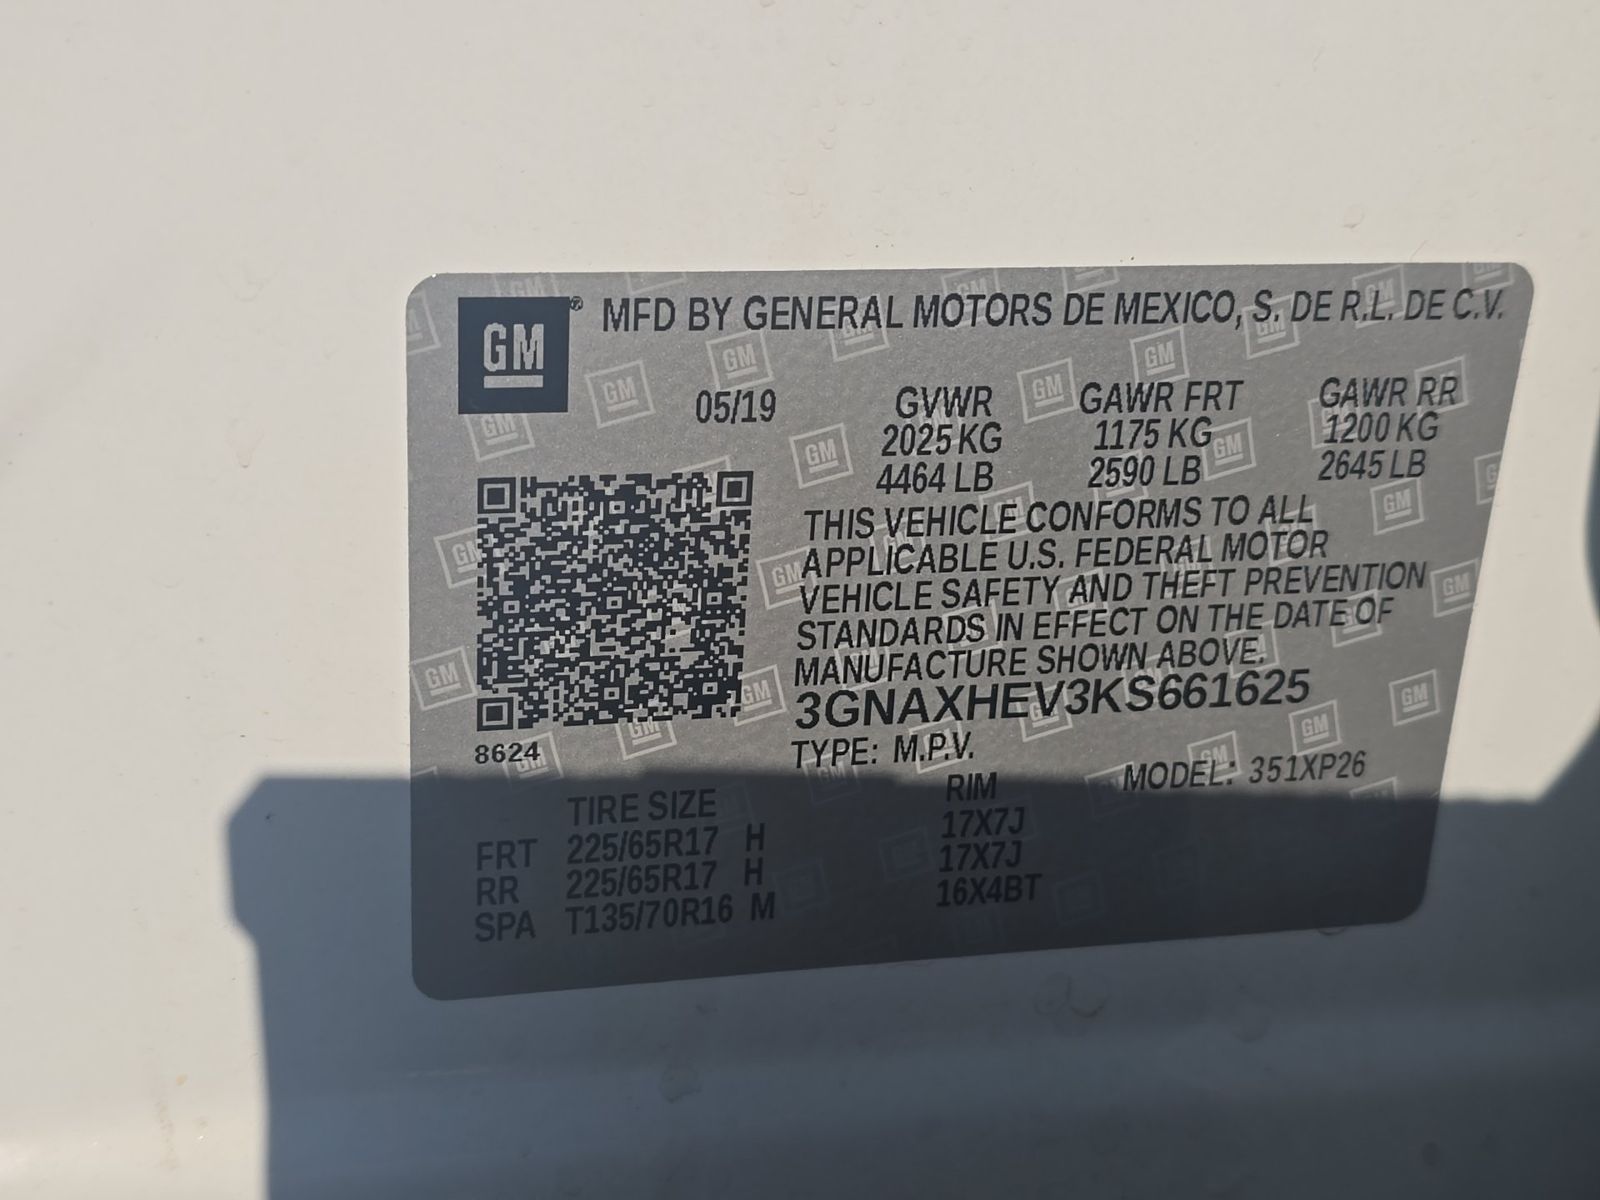 GM® MFD BY GENERAL MOTORS DE MEXICO, S. DE R.L. DE C.V.
05/19 GVWR GAWR FRT GAWR RR
2025 KG 1175 KG 1200 KG
4464 LB 2590 LB 2645 LB
THIS VEHICLE CONFORMS TO ALL
APPLICABLE U.S. FEDERAL MOTOR
VEHICLE SAFETY AND THEFT PREVENTION
STANDARDS IN EFFECT ON THE DATE OF
MANUFACTURE SHOWN ABOVE.
3GNAXHEV3KS661625
8624
TYPE: M.P.V. MODEL: 351XP26
TIRE SIZE RIM
FRT 225/65R17 H 17X7J
RR 225/65R17 H 17X7J
SPA T135/70R16 M 16X4BT